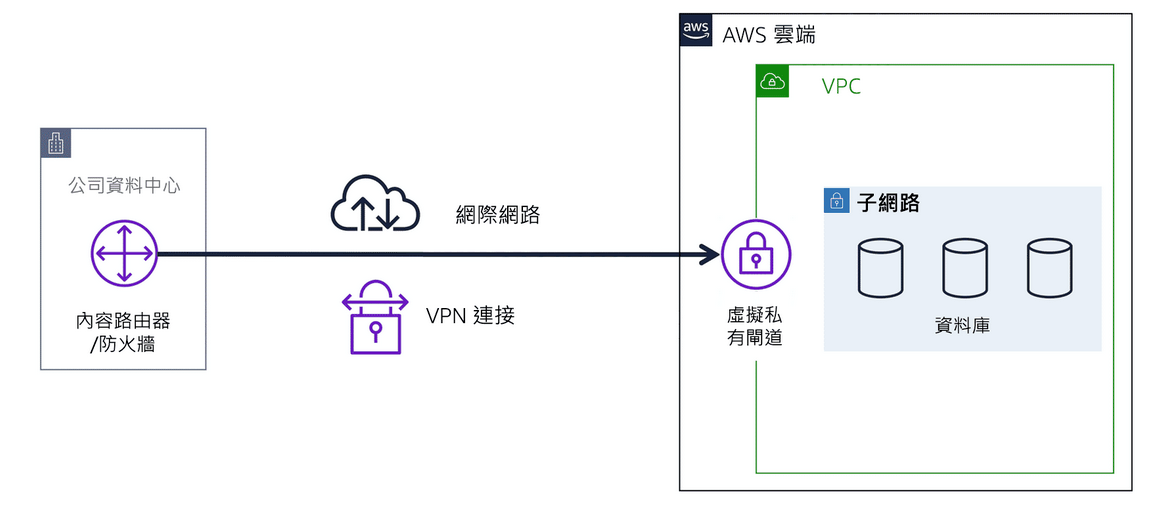 aws
AWS 雲端
VPC
公司資料中心
子網路
網際網路
VPN 連接
內容路由器
/防火牆
虛擬私
有閘道
資料庫